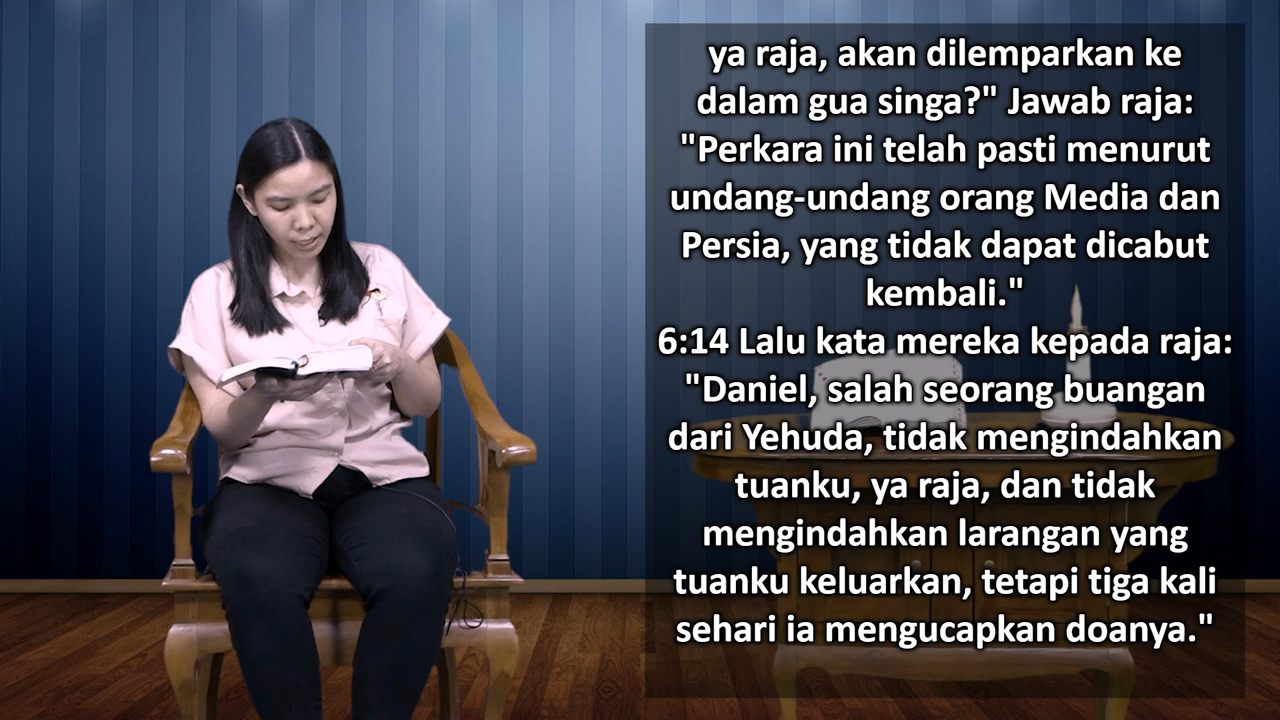 ya raja, akan dilemparkan ke
dalam gua singa?" Jawab raja:
"Perkara ini telah pasti menurut
undang-undang orang Media dan
Persia, yang tidak dapat dicabut
kembali."
6:14 Lalu kata mereka kepada raja:
"Daniel, salah seorang buangan
dari Yehuda, tidak mengindahkan
tuanku, ya raja, dan tidak
mengindahkan larangan yang
tuanku keluarkan, tetapi tiga kali
sehari ia mengucapkan doanya."